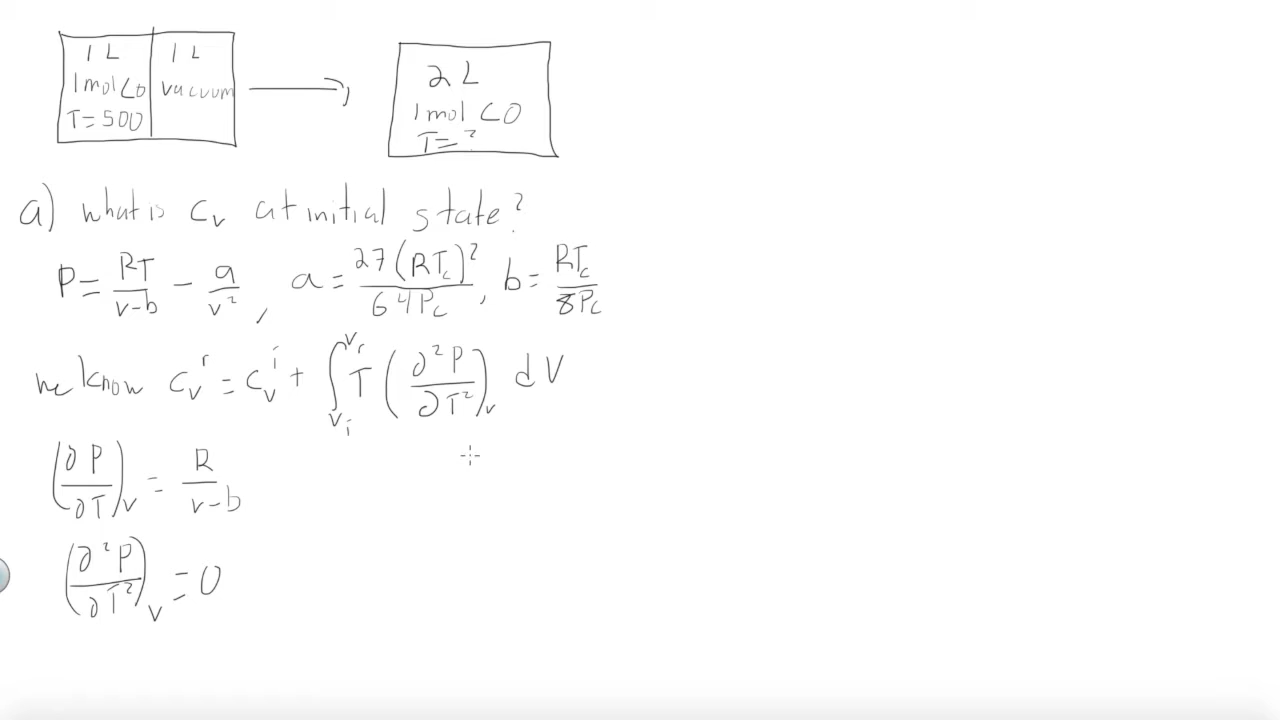 1 L 1 L
1 mol CO vacuum
T=500
2 L
1 mol CO
T=?
a) what is Cv at initial state?
P = RT/(v-b) - a/v², a = 27(RTc)²/64Pc, b = RTc/8Pc
we know Cv^r = Cv^i + ∫_{Vi}^{Vr} T (∂²P/∂T²)_v dV
(∂P/∂T)_v = R/(v-b)
(∂²P/∂T²)_v = 0